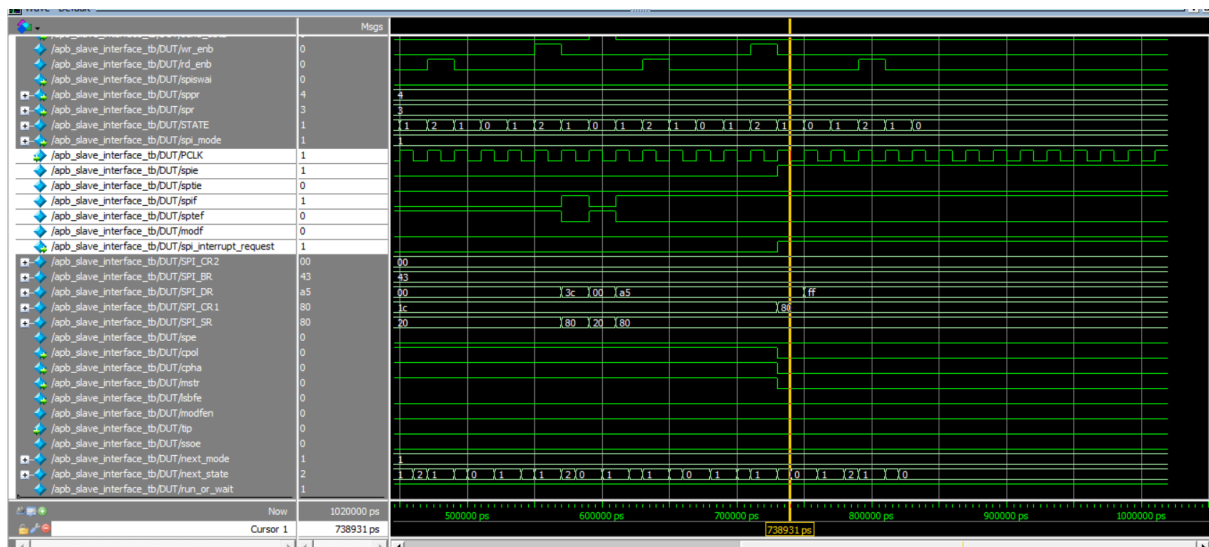 Wave - Default
Msgs
/apb_slave_interface_tb/DUT/wr_enb 0
/apb_slave_interface_tb/DUT/rd_enb 0
/apb_slave_interface_tb/DUT/spiswai 0
/apb_slave_interface_tb/DUT/sppr 4 4
/apb_slave_interface_tb/DUT/spr 3 3
/apb_slave_interface_tb/DUT/STATE 1 1 2 1 0 1 2 1 0 1 2 1 0 1 2 1 0 1 2 1 0
/apb_slave_interface_tb/DUT/spi_mode 1 1
/apb_slave_interface_tb/DUT/PCLK 1
/apb_slave_interface_tb/DUT/spie 1
/apb_slave_interface_tb/DUT/sptie 0
/apb_slave_interface_tb/DUT/spif 1
/apb_slave_interface_tb/DUT/sptef 0
/apb_slave_interface_tb/DUT/modf 0
/apb_slave_interface_tb/DUT/spi_interrupt_request 1
/apb_slave_interface_tb/DUT/SPI_CR2 00 00
/apb_slave_interface_tb/DUT/SPI_BR 43 43
/apb_slave_interface_tb/DUT/SPI_DR a5 00 3c 00 a5 ff
/apb_slave_interface_tb/DUT/SPI_CR1 80 1c 80
/apb_slave_interface_tb/DUT/SPI_SR 80 20 80 20 80
/apb_slave_interface_tb/DUT/spe 0
/apb_slave_interface_tb/DUT/cpol 0
/apb_slave_interface_tb/DUT/cpha 0
/apb_slave_interface_tb/DUT/mstr 0
/apb_slave_interface_tb/DUT/lsbfe 0
/apb_slave_interface_tb/DUT/modfen 0
/apb_slave_interface_tb/DUT/tip 0
/apb_slave_interface_tb/DUT/ssoe 0
/apb_slave_interface_tb/DUT/next_mode 1 1
/apb_slave_interface_tb/DUT/next_state 2 1 2 1 0 1 1 2 0 1 1 0 1 1 0 1 2 1 0
/apb_slave_interface_tb/DUT/run_or_wait 1
Now 1020000 ps 500000 ps 600000 ps 700000 ps 800000 ps 900000 ps 1000000 ps
Cursor 1 738931 ps 738931 ps